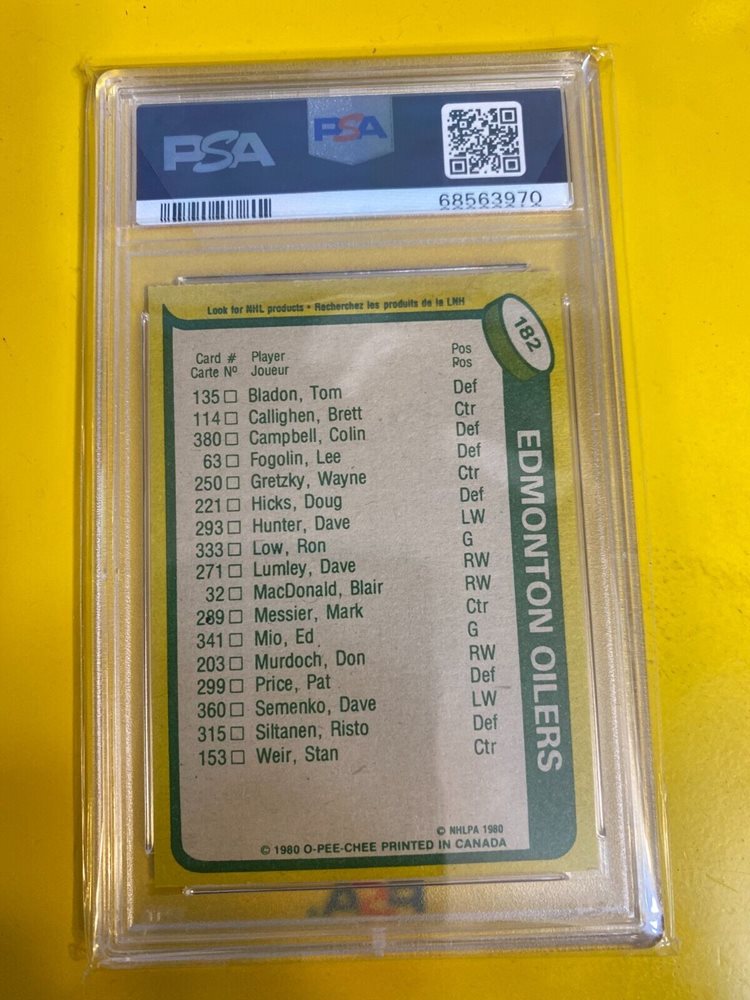 PSA
PSA
68563970
Look for NHL products • Recherchez les produits de la LNH
182
Card # Player Pos
Carte Nº Joueur Pos
135 □ Bladon, Tom Def
114 □ Callighen, Brett Ctr
380 □ Campbell, Colin Def
63 □ Fogolin, Lee Def
250 □ Gretzky, Wayne Ctr
221 □ Hicks, Doug Def
293 □ Hunter, Dave LW
333 □ Low, Ron G
271 □ Lumley, Dave RW
32 □ MacDonald, Blair RW
289 □ Messier, Mark Ctr
341 □ Mio, Ed G
203 □ Murdoch, Don RW
299 □ Price, Pat Def
360 □ Semenko, Dave LW
315 □ Siltanen, Risto Def
153 □ Weir, Stan Ctr
EDMONTON OILERS
© NHLPA 1980
© 1980 O-PEE-CHEE PRINTED IN CANADA
PSA